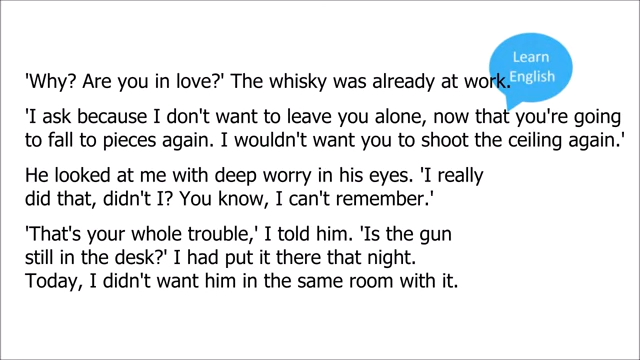 Learn
English
'Why? Are you in love?' The whisky was already at work.
'I ask because I don't want to leave you alone, now that you're going
to fall to pieces again. I wouldn't want you to shoot the ceiling again.'
He looked at me with deep worry in his eyes. 'I really
did that, didn't I? You know, I can't remember.'
'That's your whole trouble,' I told him. 'Is the gun
still in the desk?' I had put it there that night.
Today, I didn't want him in the same room with it.